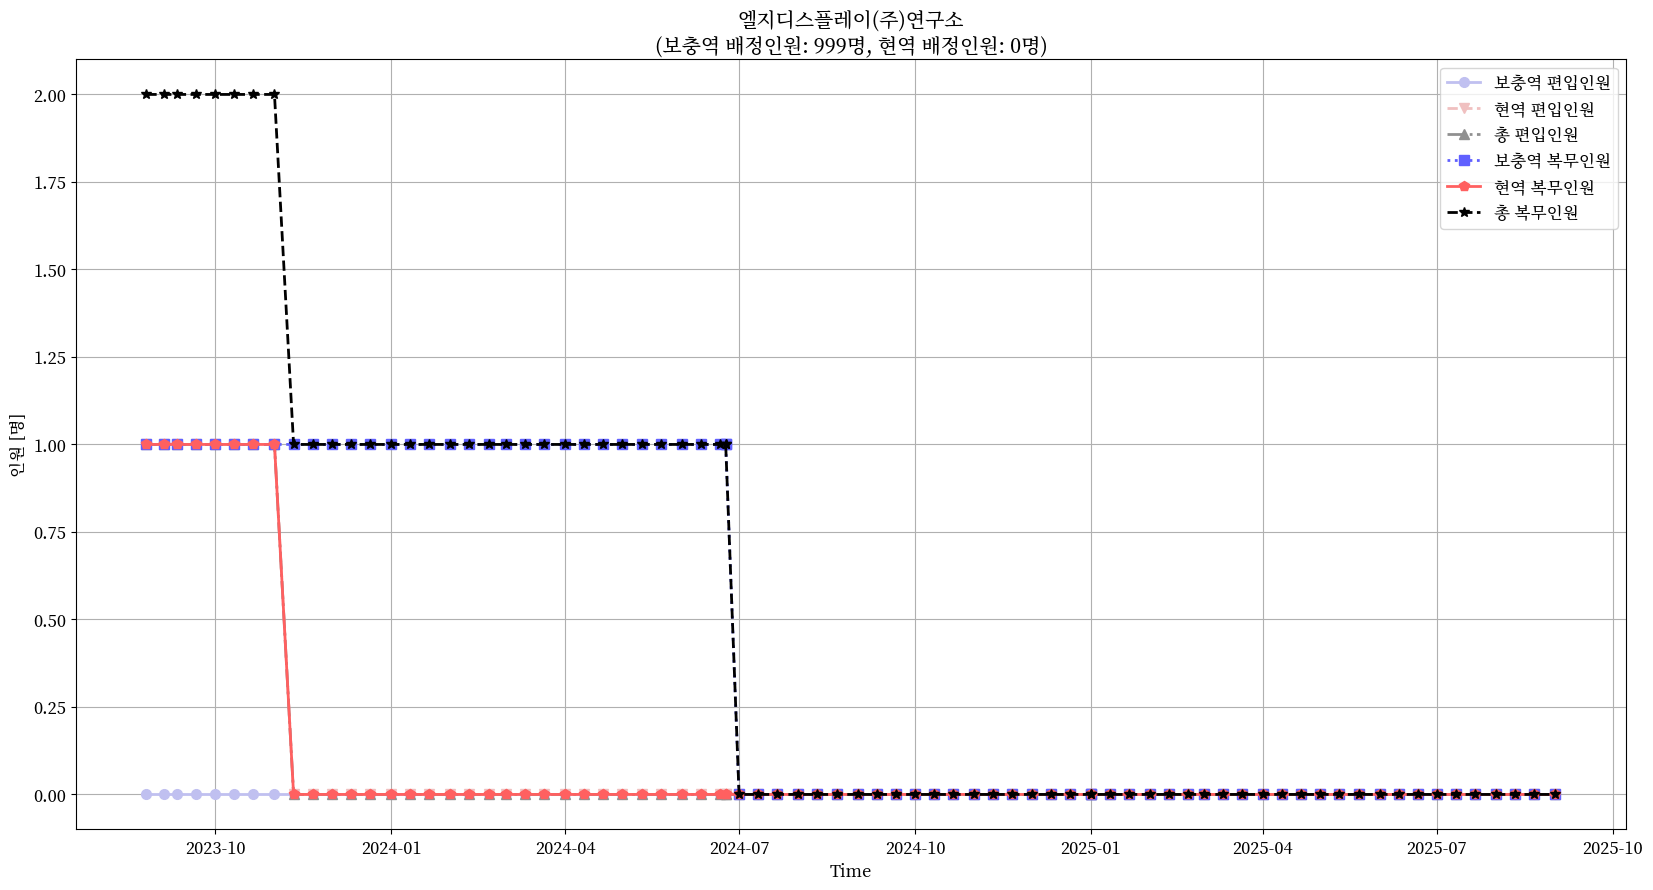 엘지디스플레이(주)연구소
(보충역 배정인원: 999명, 현역 배정인원: 0명)
보충역 편입인원
현역 편입인원
총 편입인원
보충역 복무인원
현역 복무인원
총 복무인원
2.00
1.75
1.50
1.25
1.00
0.75
0.50
0.25
0.00
인원 [명]
2023-10
2024-01
2024-04
2024-07
2024-10
2025-01
2025-04
2025-07
2025-10
Time